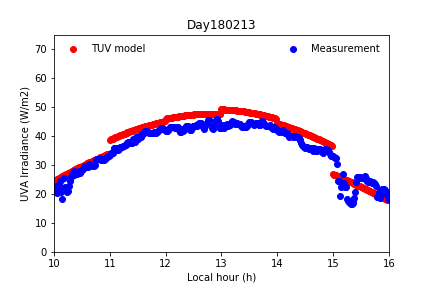 Day180213
TUV model
Measurement
UVA Irradiance (W/m2)
70
60
50
40
30
20
10
0
10 11 12 13 14 15 16
Local hour (h)